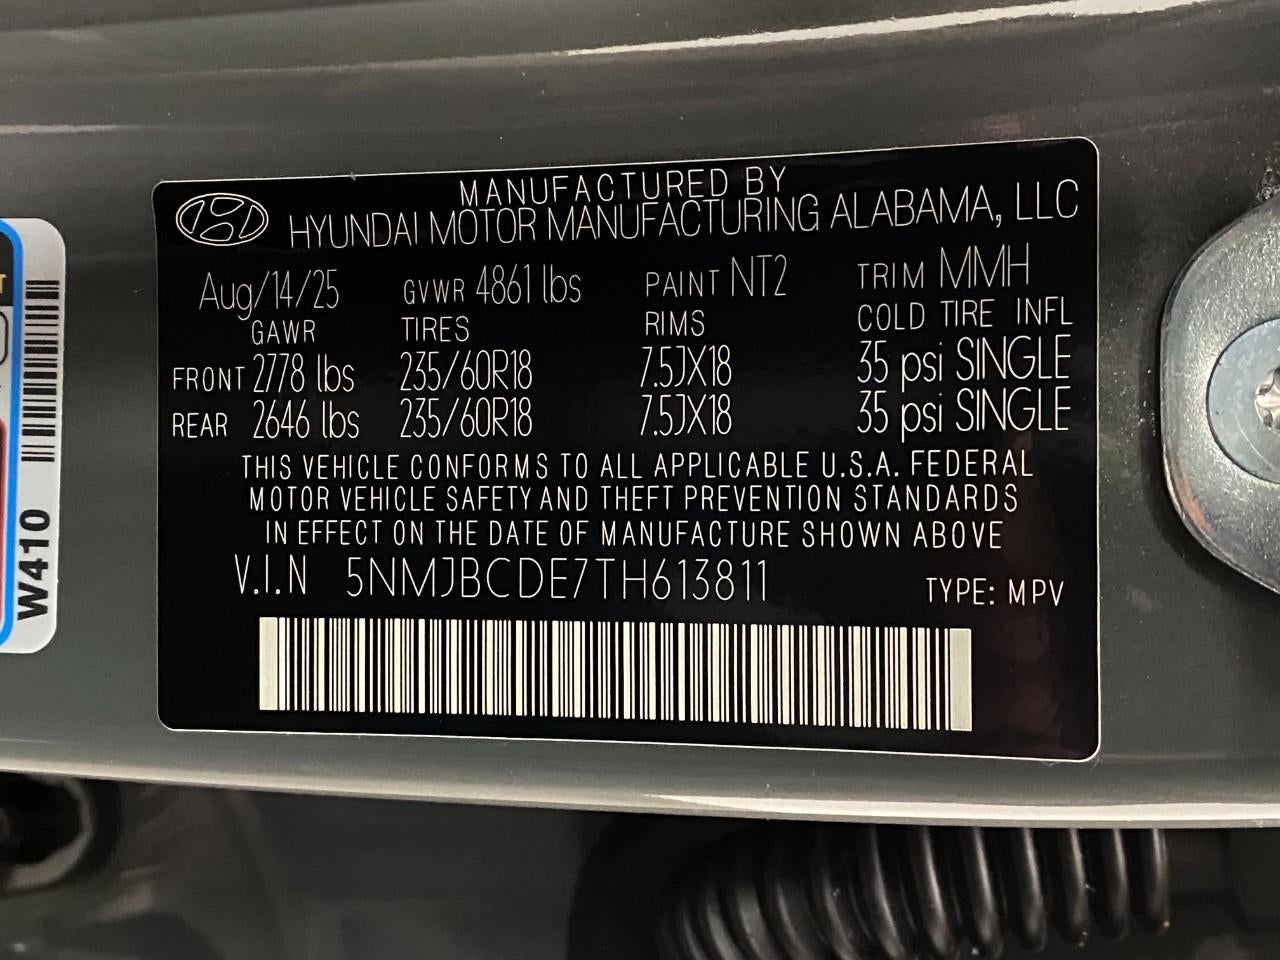 MANUFACTURED BY
HYUNDAI MOTOR MANUFACTURING ALABAMA, LLC
Aug/14/25 GVWR 4861 lbs PAINT NT2 TRIM MMH
GAWR TIRES RIMS COLD TIRE INFL
FRONT 2778 lbs 235/60R18 7.5JX18 35 psi SINGLE
REAR 2646 lbs 235/60R18 7.5JX18 35 psi SINGLE
THIS VEHICLE CONFORMS TO ALL APPLICABLE U.S.A. FEDERAL
MOTOR VEHICLE SAFETY AND THEFT PREVENTION STANDARDS
IN EFFECT ON THE DATE OF MANUFACTURE SHOWN ABOVE
V.I.N 5NMJBCDE7TH613811 TYPE: MPV
W410